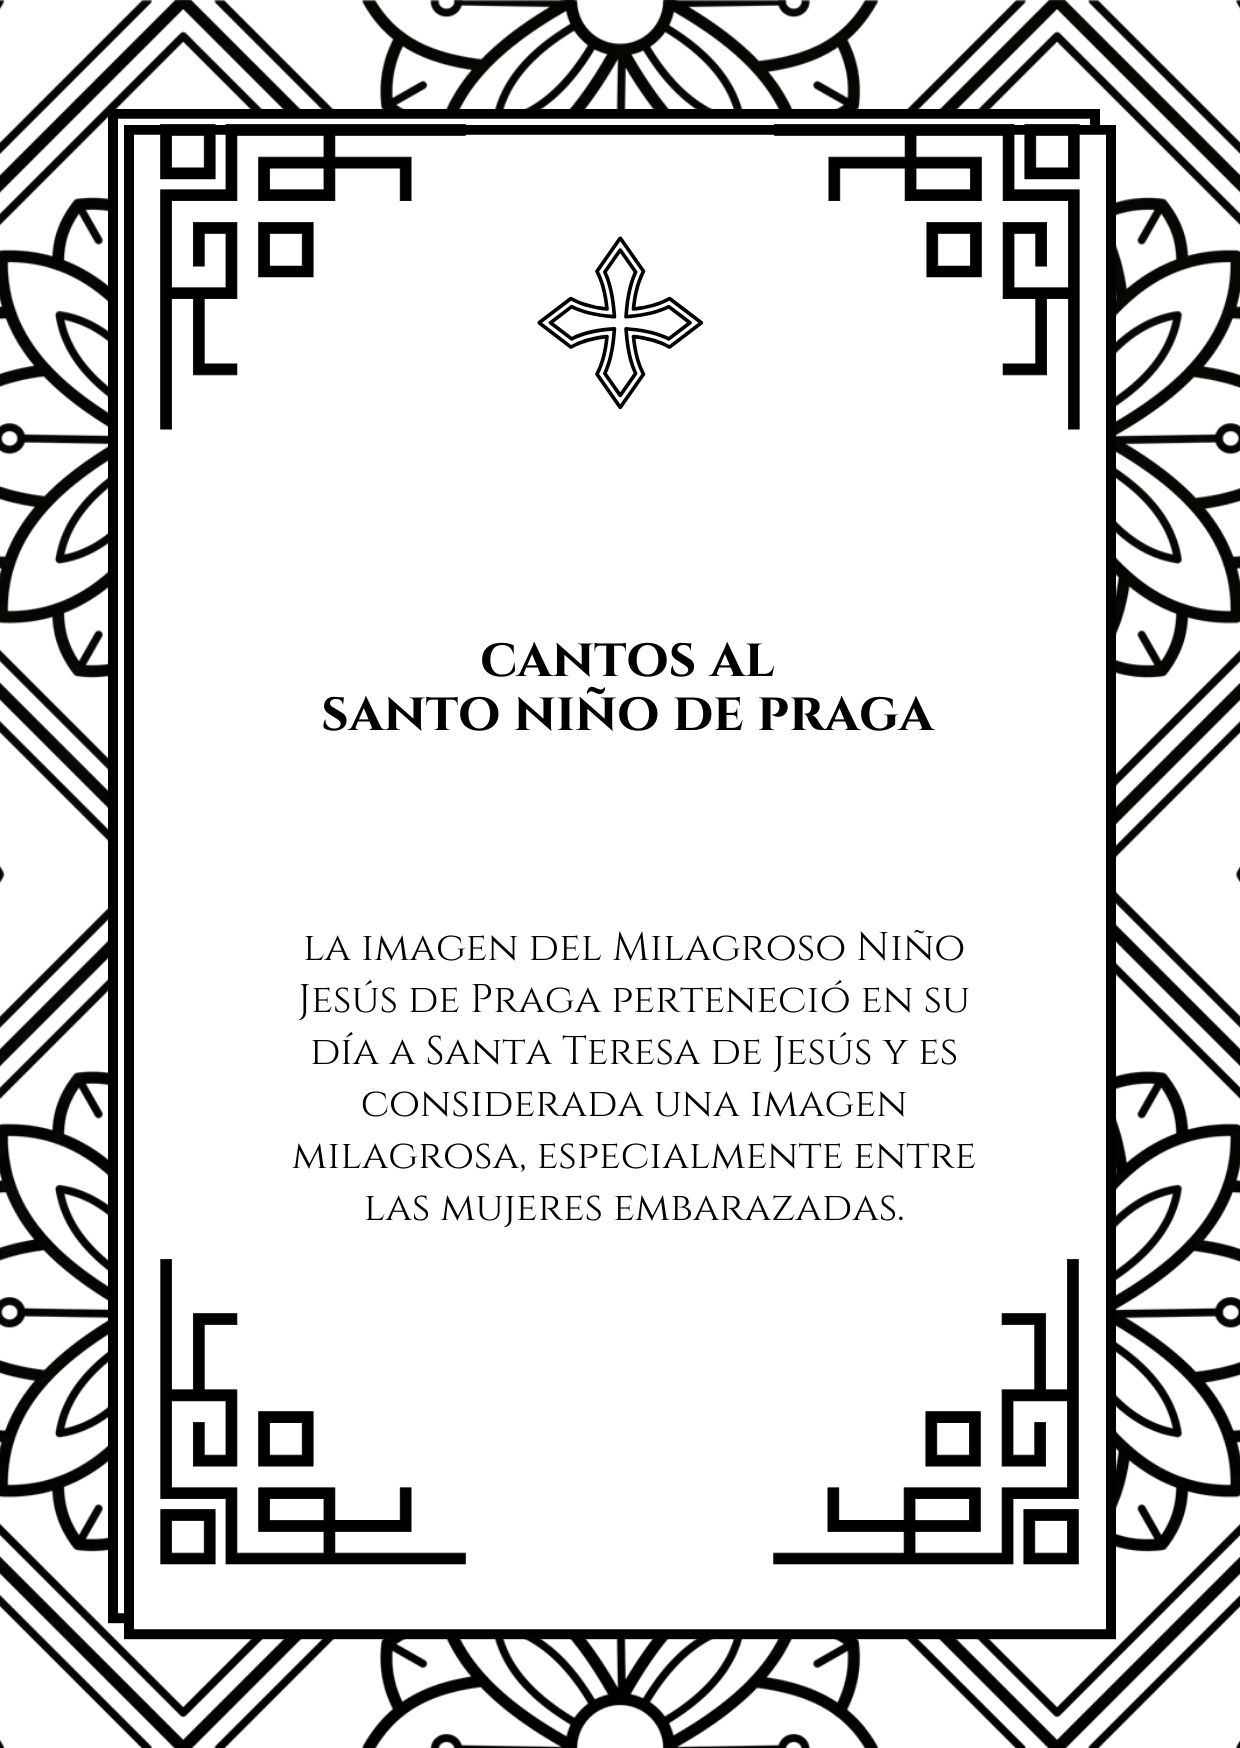 CANTOS AL
SANTO NIÑO DE PRAGA
LA IMAGEN DEL MILAGROSO NIÑO
JESÚS DE PRAGA PERTENECIÓ EN SU
DÍA A SANTA TERESA DE JESÚS Y ES
CONSIDERADA UNA IMAGEN
MILAGROSA, ESPECIALMENTE ENTRE
LAS MUJERES EMBARAZADAS.